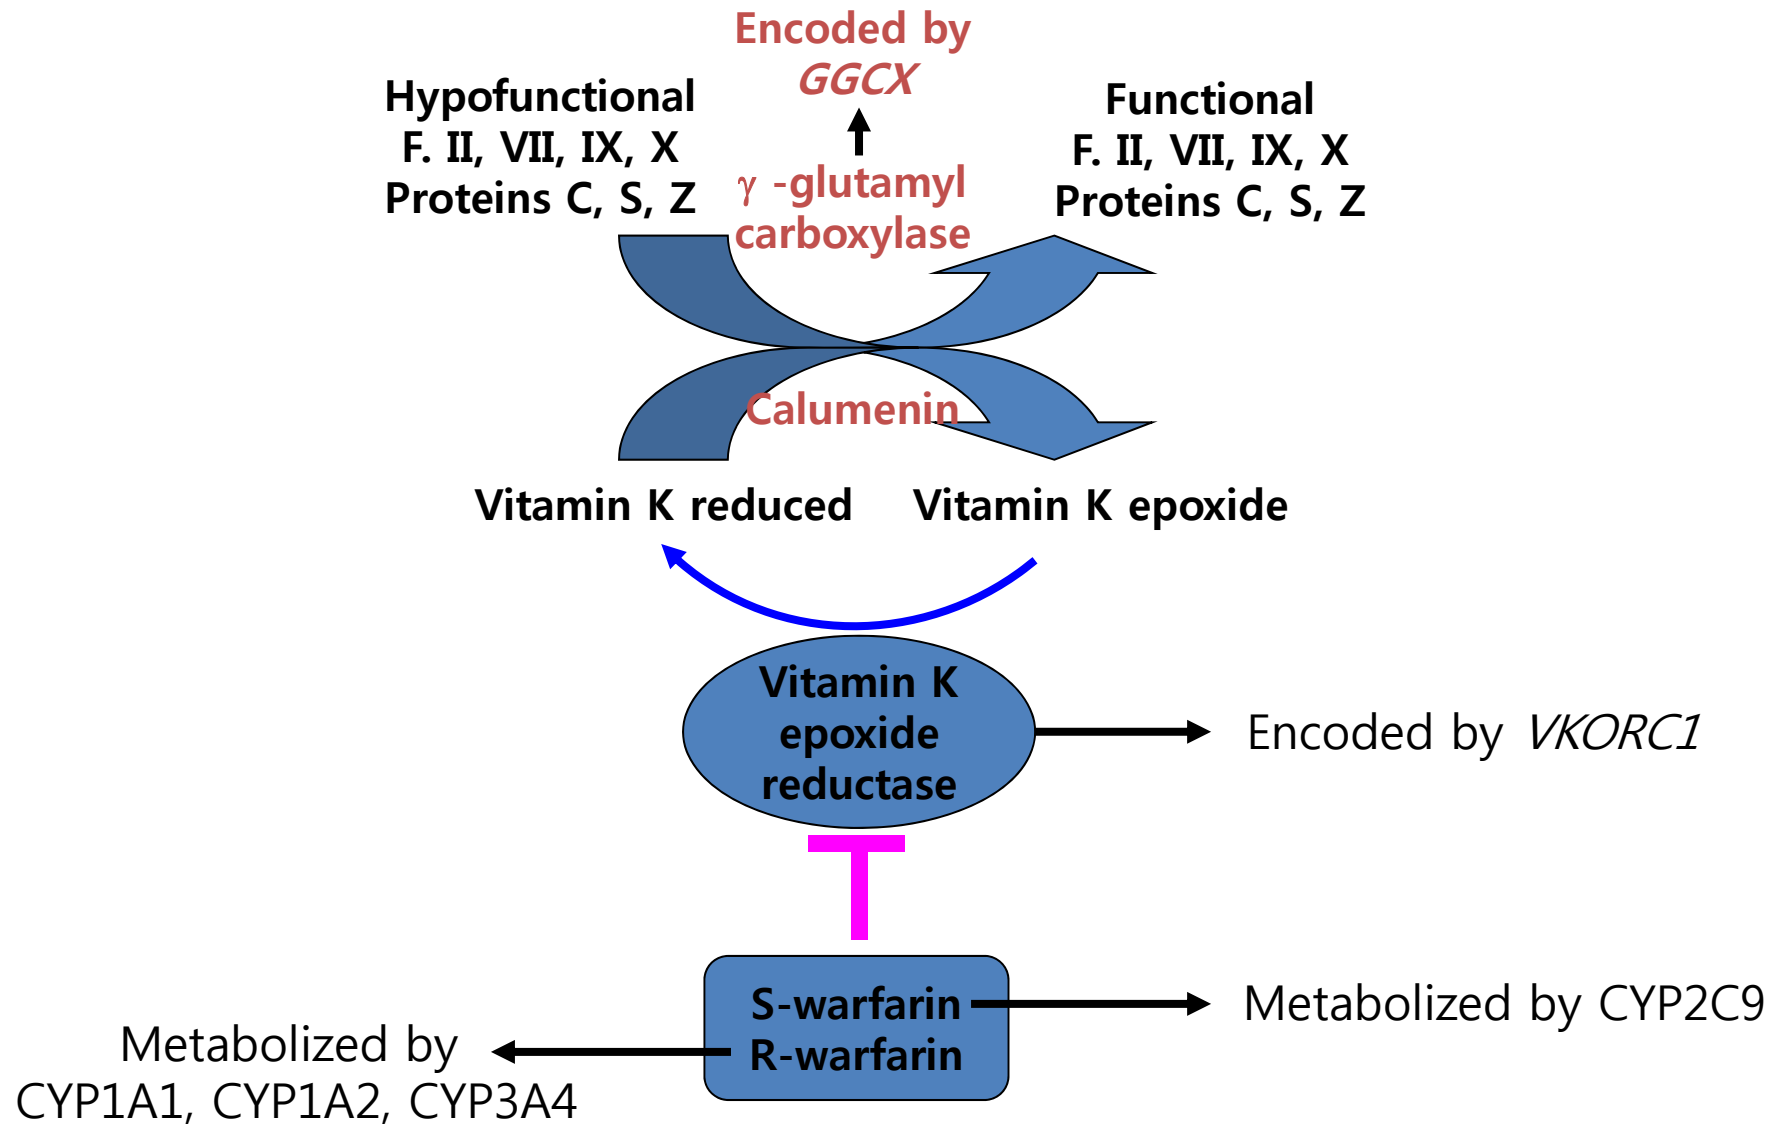 Encoded by
GGCX
Hypofunctional
F. II, VII, IX, X
Proteins C, S, Z
γ -glutamyl
carboxylase
Functional
F. II, VII, IX, X
Proteins C, S, Z
Calumenin
Vitamin K reduced
Vitamin K epoxide
Vitamin K
epoxide
reductase
Encoded by VKORC1
S-warfarin
R-warfarin
Metabolized by CYP2C9
Metabolized by
CYP1A1, CYP1A2, CYP3A4